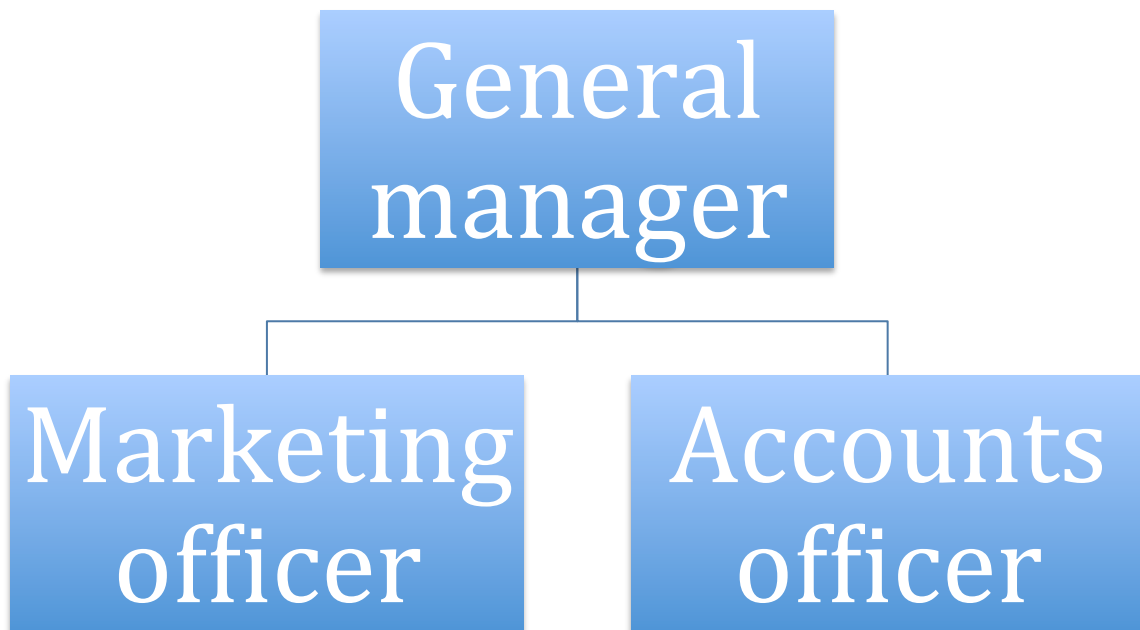 General
manager
Marketing
officer
Accounts
officer